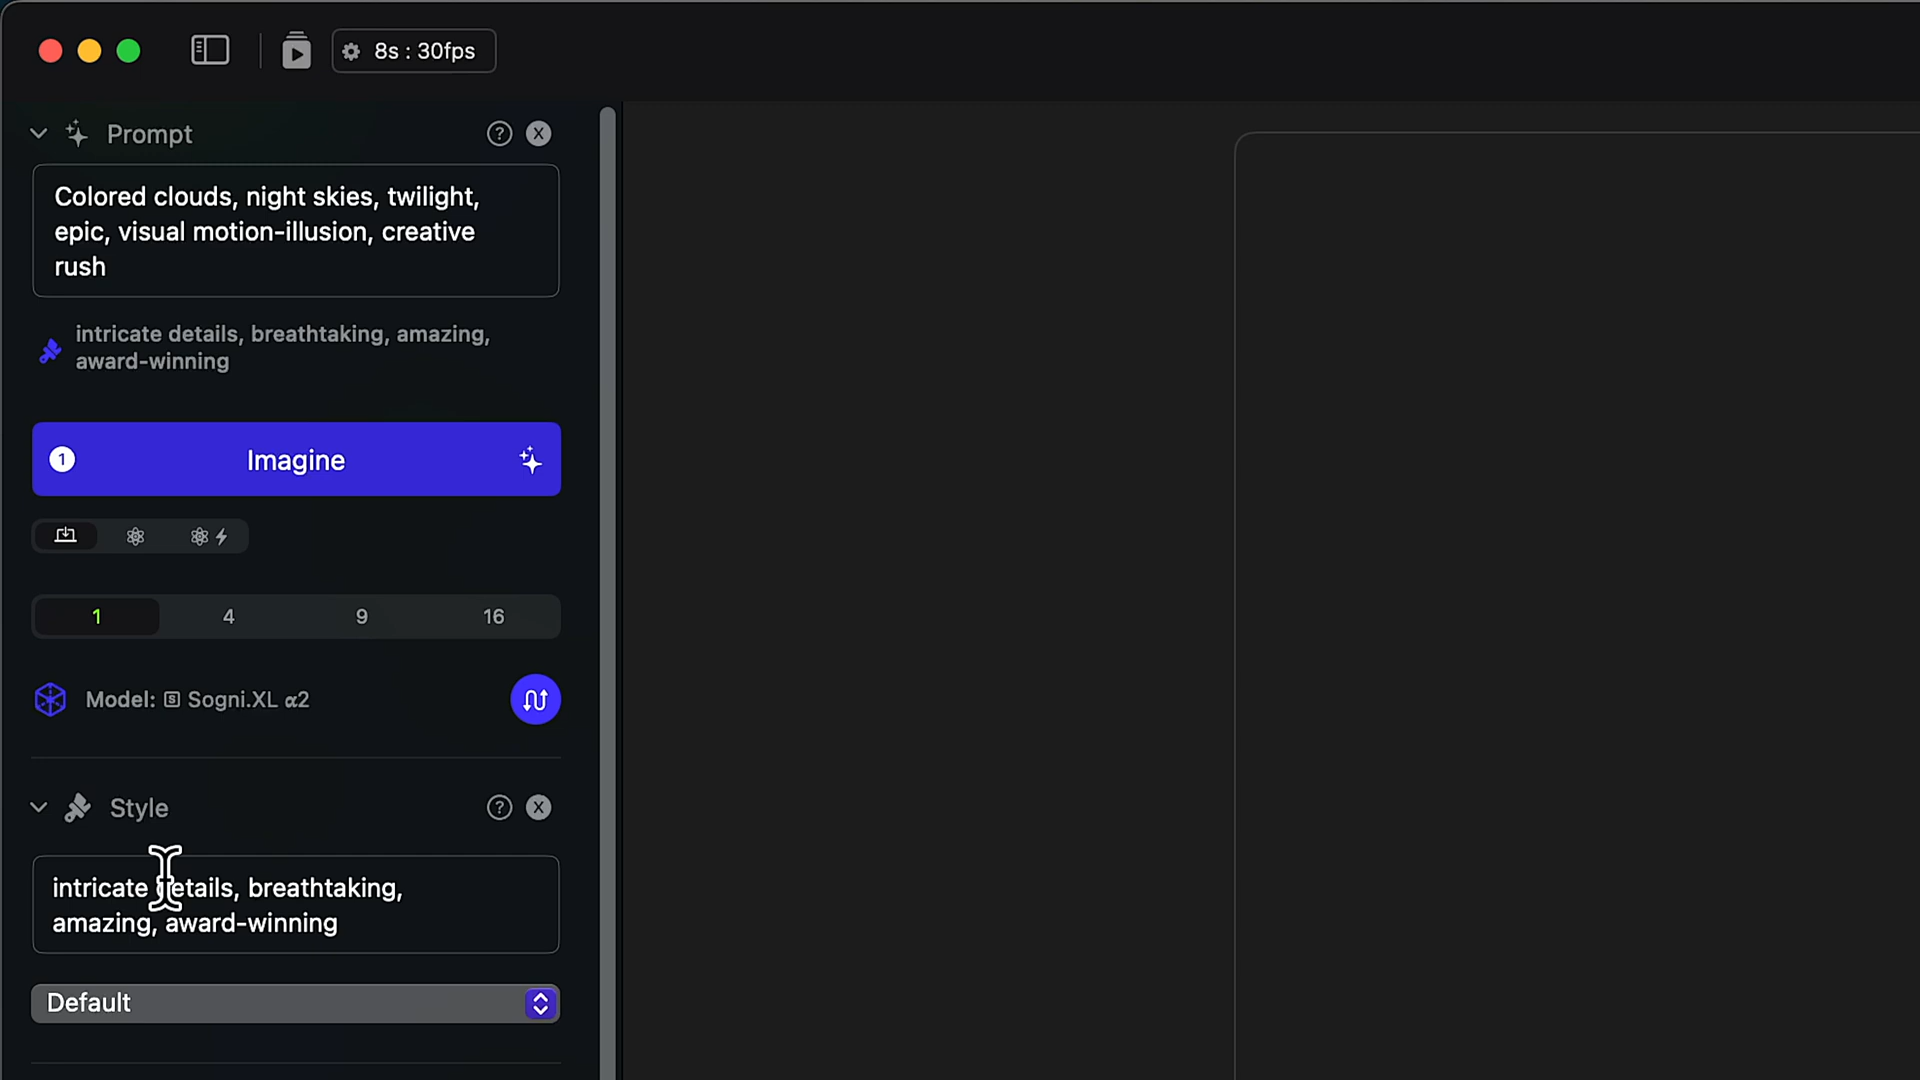 8s : 30fps
Prompt
Colored clouds, night skies, twilight,
epic, visual motion-illusion, creative
rush
intricate details, breathtaking, amazing,
award-winning
1 Imagine
1 4 9 16
Model: S Sogni.XL α2
Style
intricate details, breathtaking,
amazing, award-winning
Default